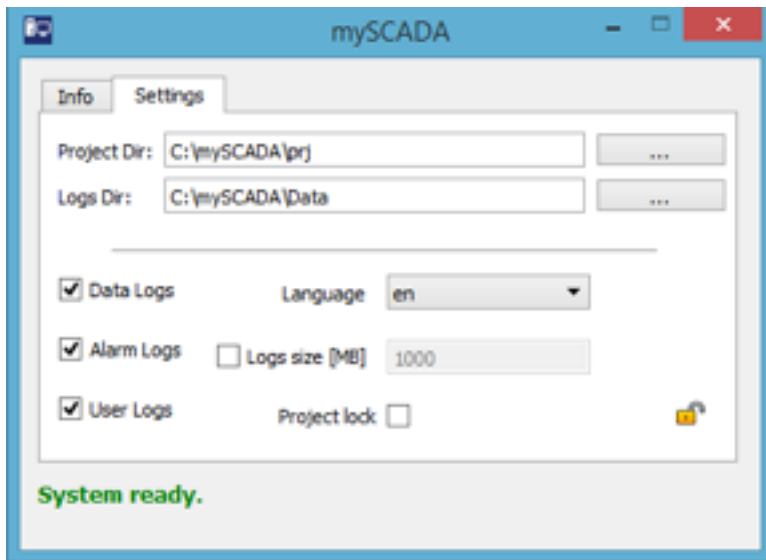 mySCADA
Info Settings
Project Dir: C:\mySCADA\prj ...
Logs Dir: C:\mySCADA\Data ...
Data Logs Language en
Alarm Logs Logs size [MB] 1000
User Logs Project lock
System ready.